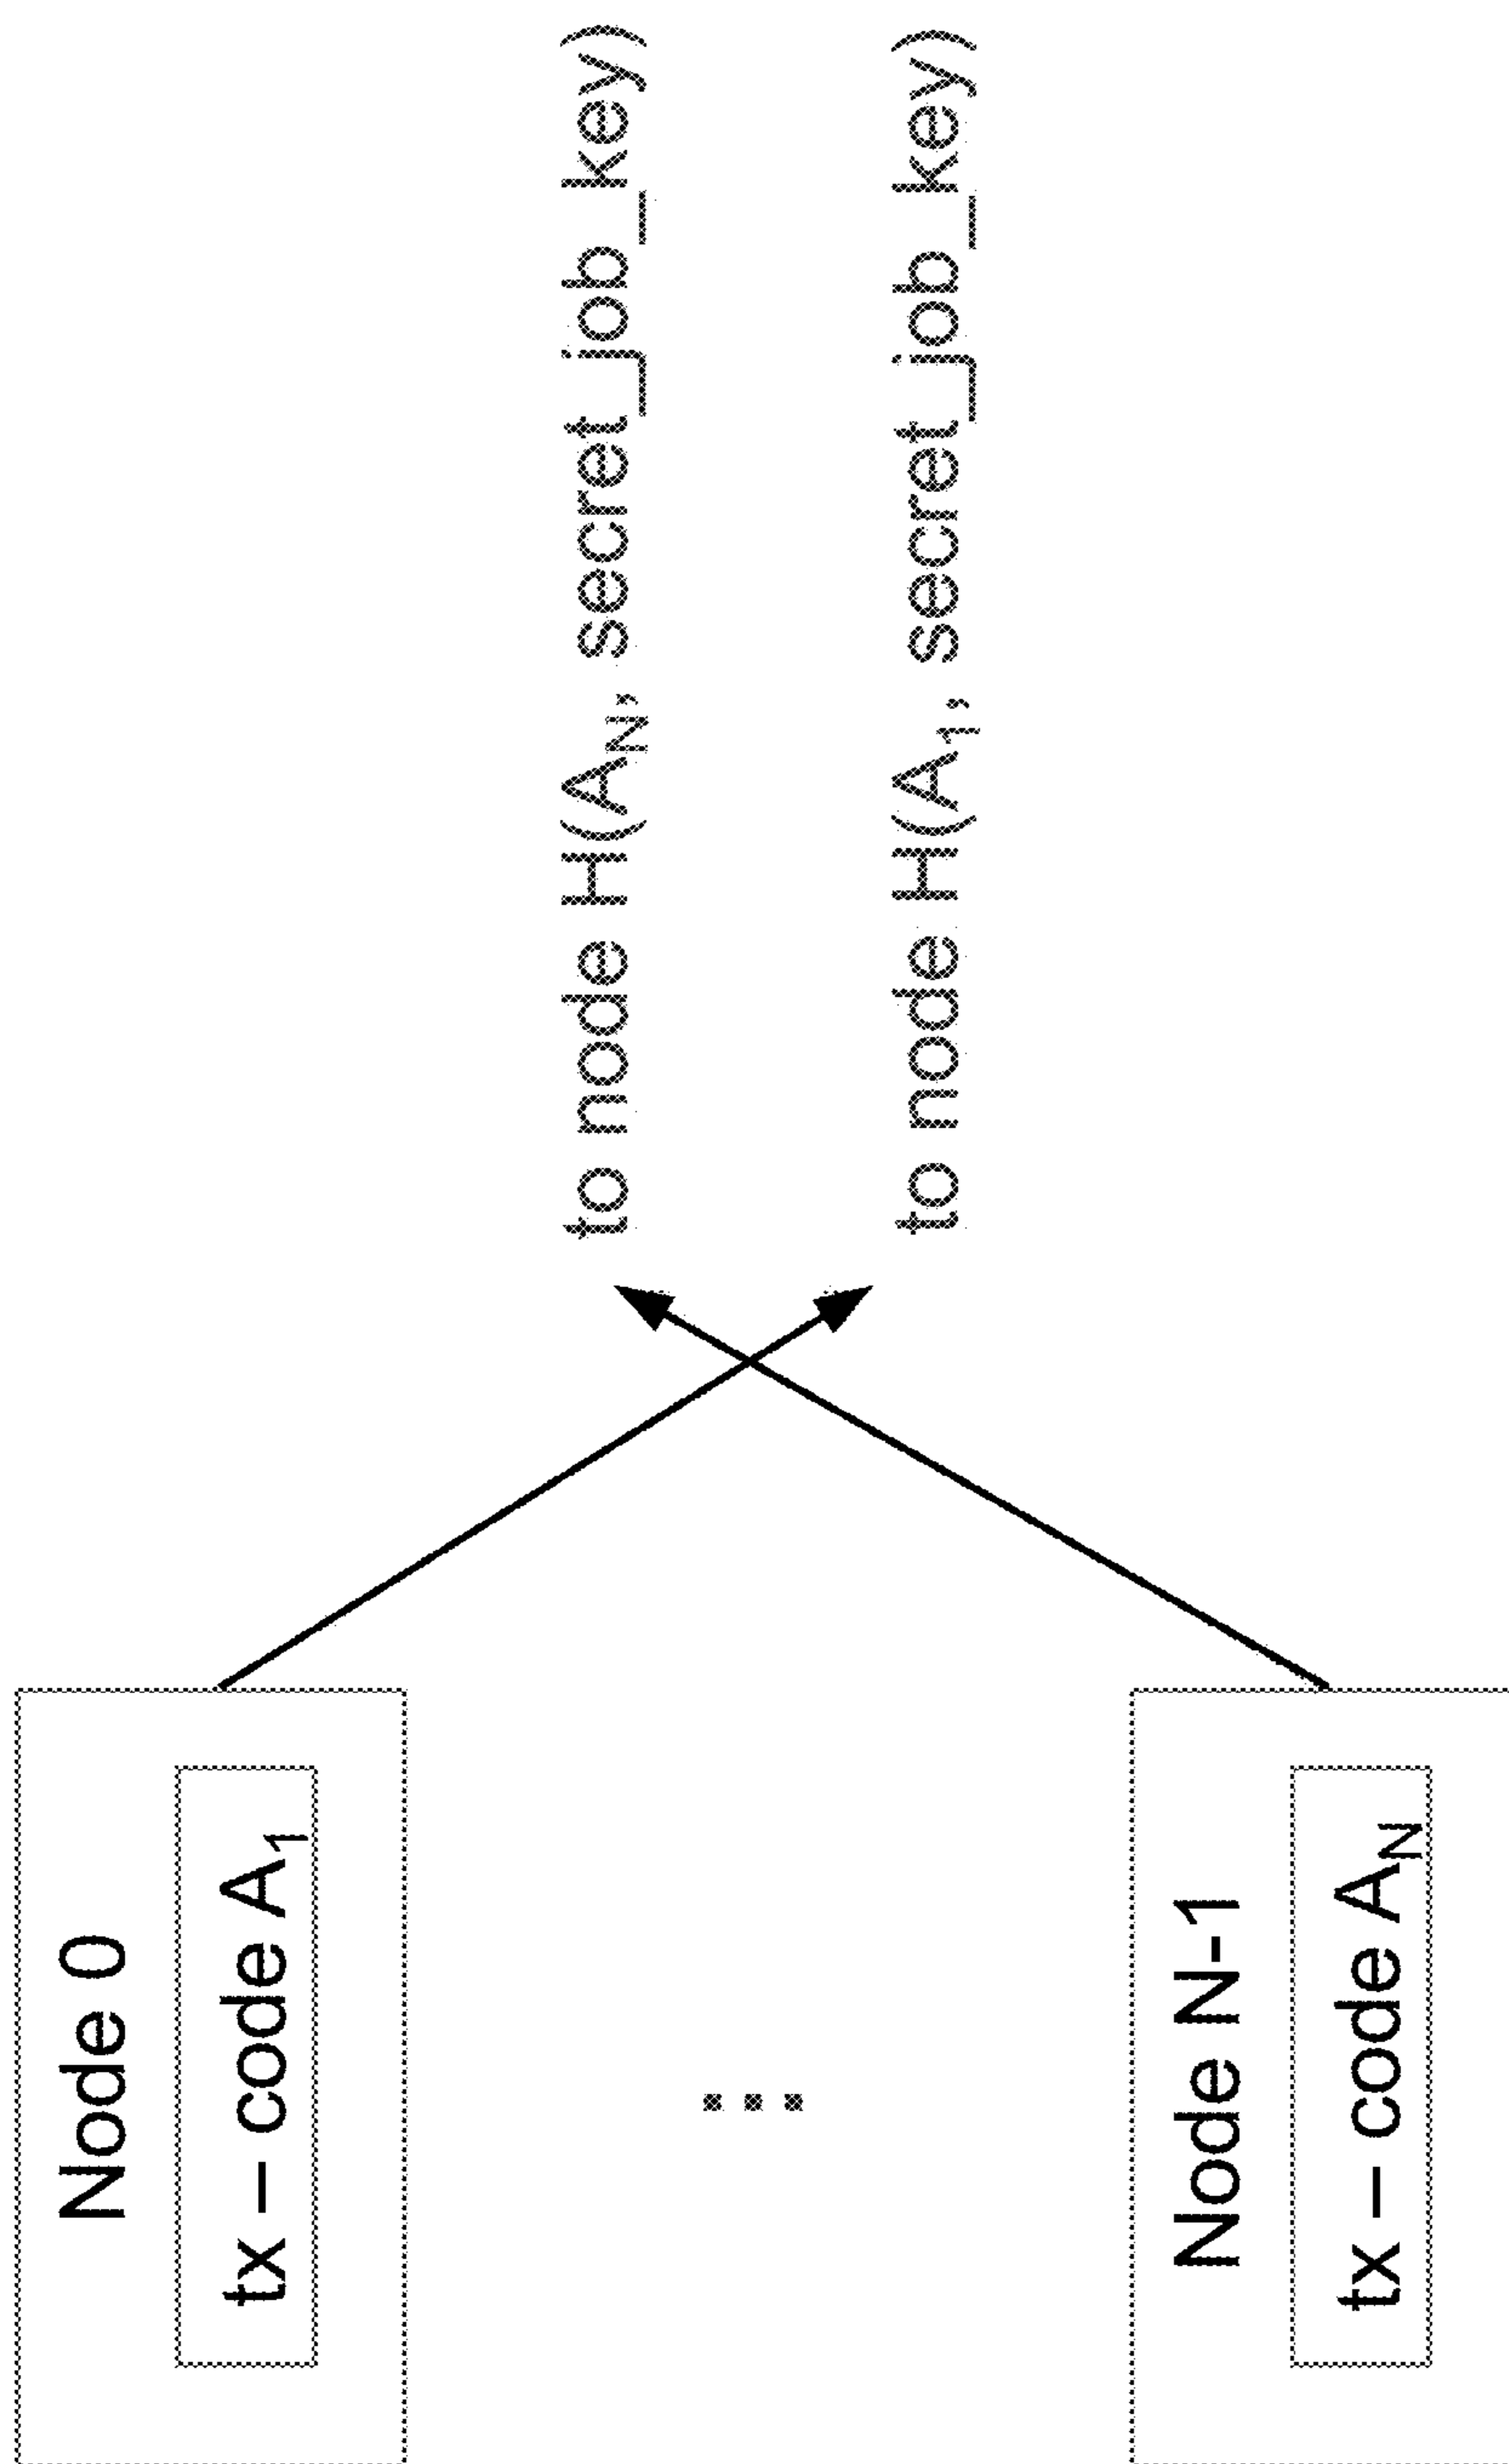 Node 0
tx – code A₁
...
Node N-1
tx – code Aₙ
to node H(Aₙ, secret_job_key)
to node H(A₁, secret_job_key)